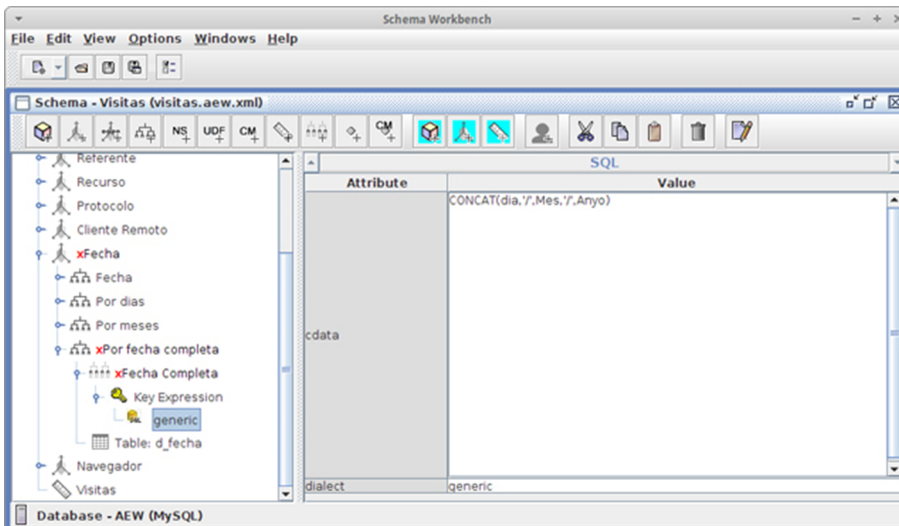 Schema Workbench
File Edit View Options Windows Help
Schema - Visitas (visitas.aew.xml)
NS UDF CM CM
Referente
Recurso
Protocolo
Cliente Remoto
xFecha
Fecha
Por dias
Por meses
xPor fecha completa
xFecha Completa
Key Expression
generic
Table: d_fecha
Navegador
Visitas
SQL
Attribute Value
cdata CONCAT(dia,'/',Mes,'/',Anyo)
dialect generic
Database - AEW (MySQL)